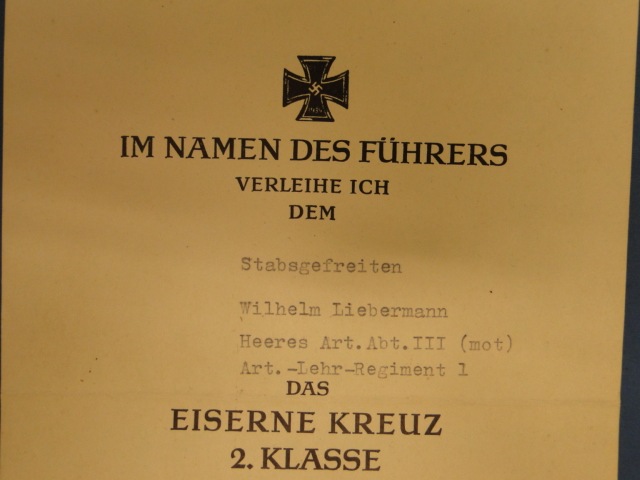 IM NAMEN DES FÜHRERS
VERLEIHE ICH
DEM
Stabsgefreiten
Wilhelm Liebermann
Heeres Art.Abt.III (mot)
Art.-Lehr-Regiment 1
DAS
EISERNE KREUZ
2. KLASSE